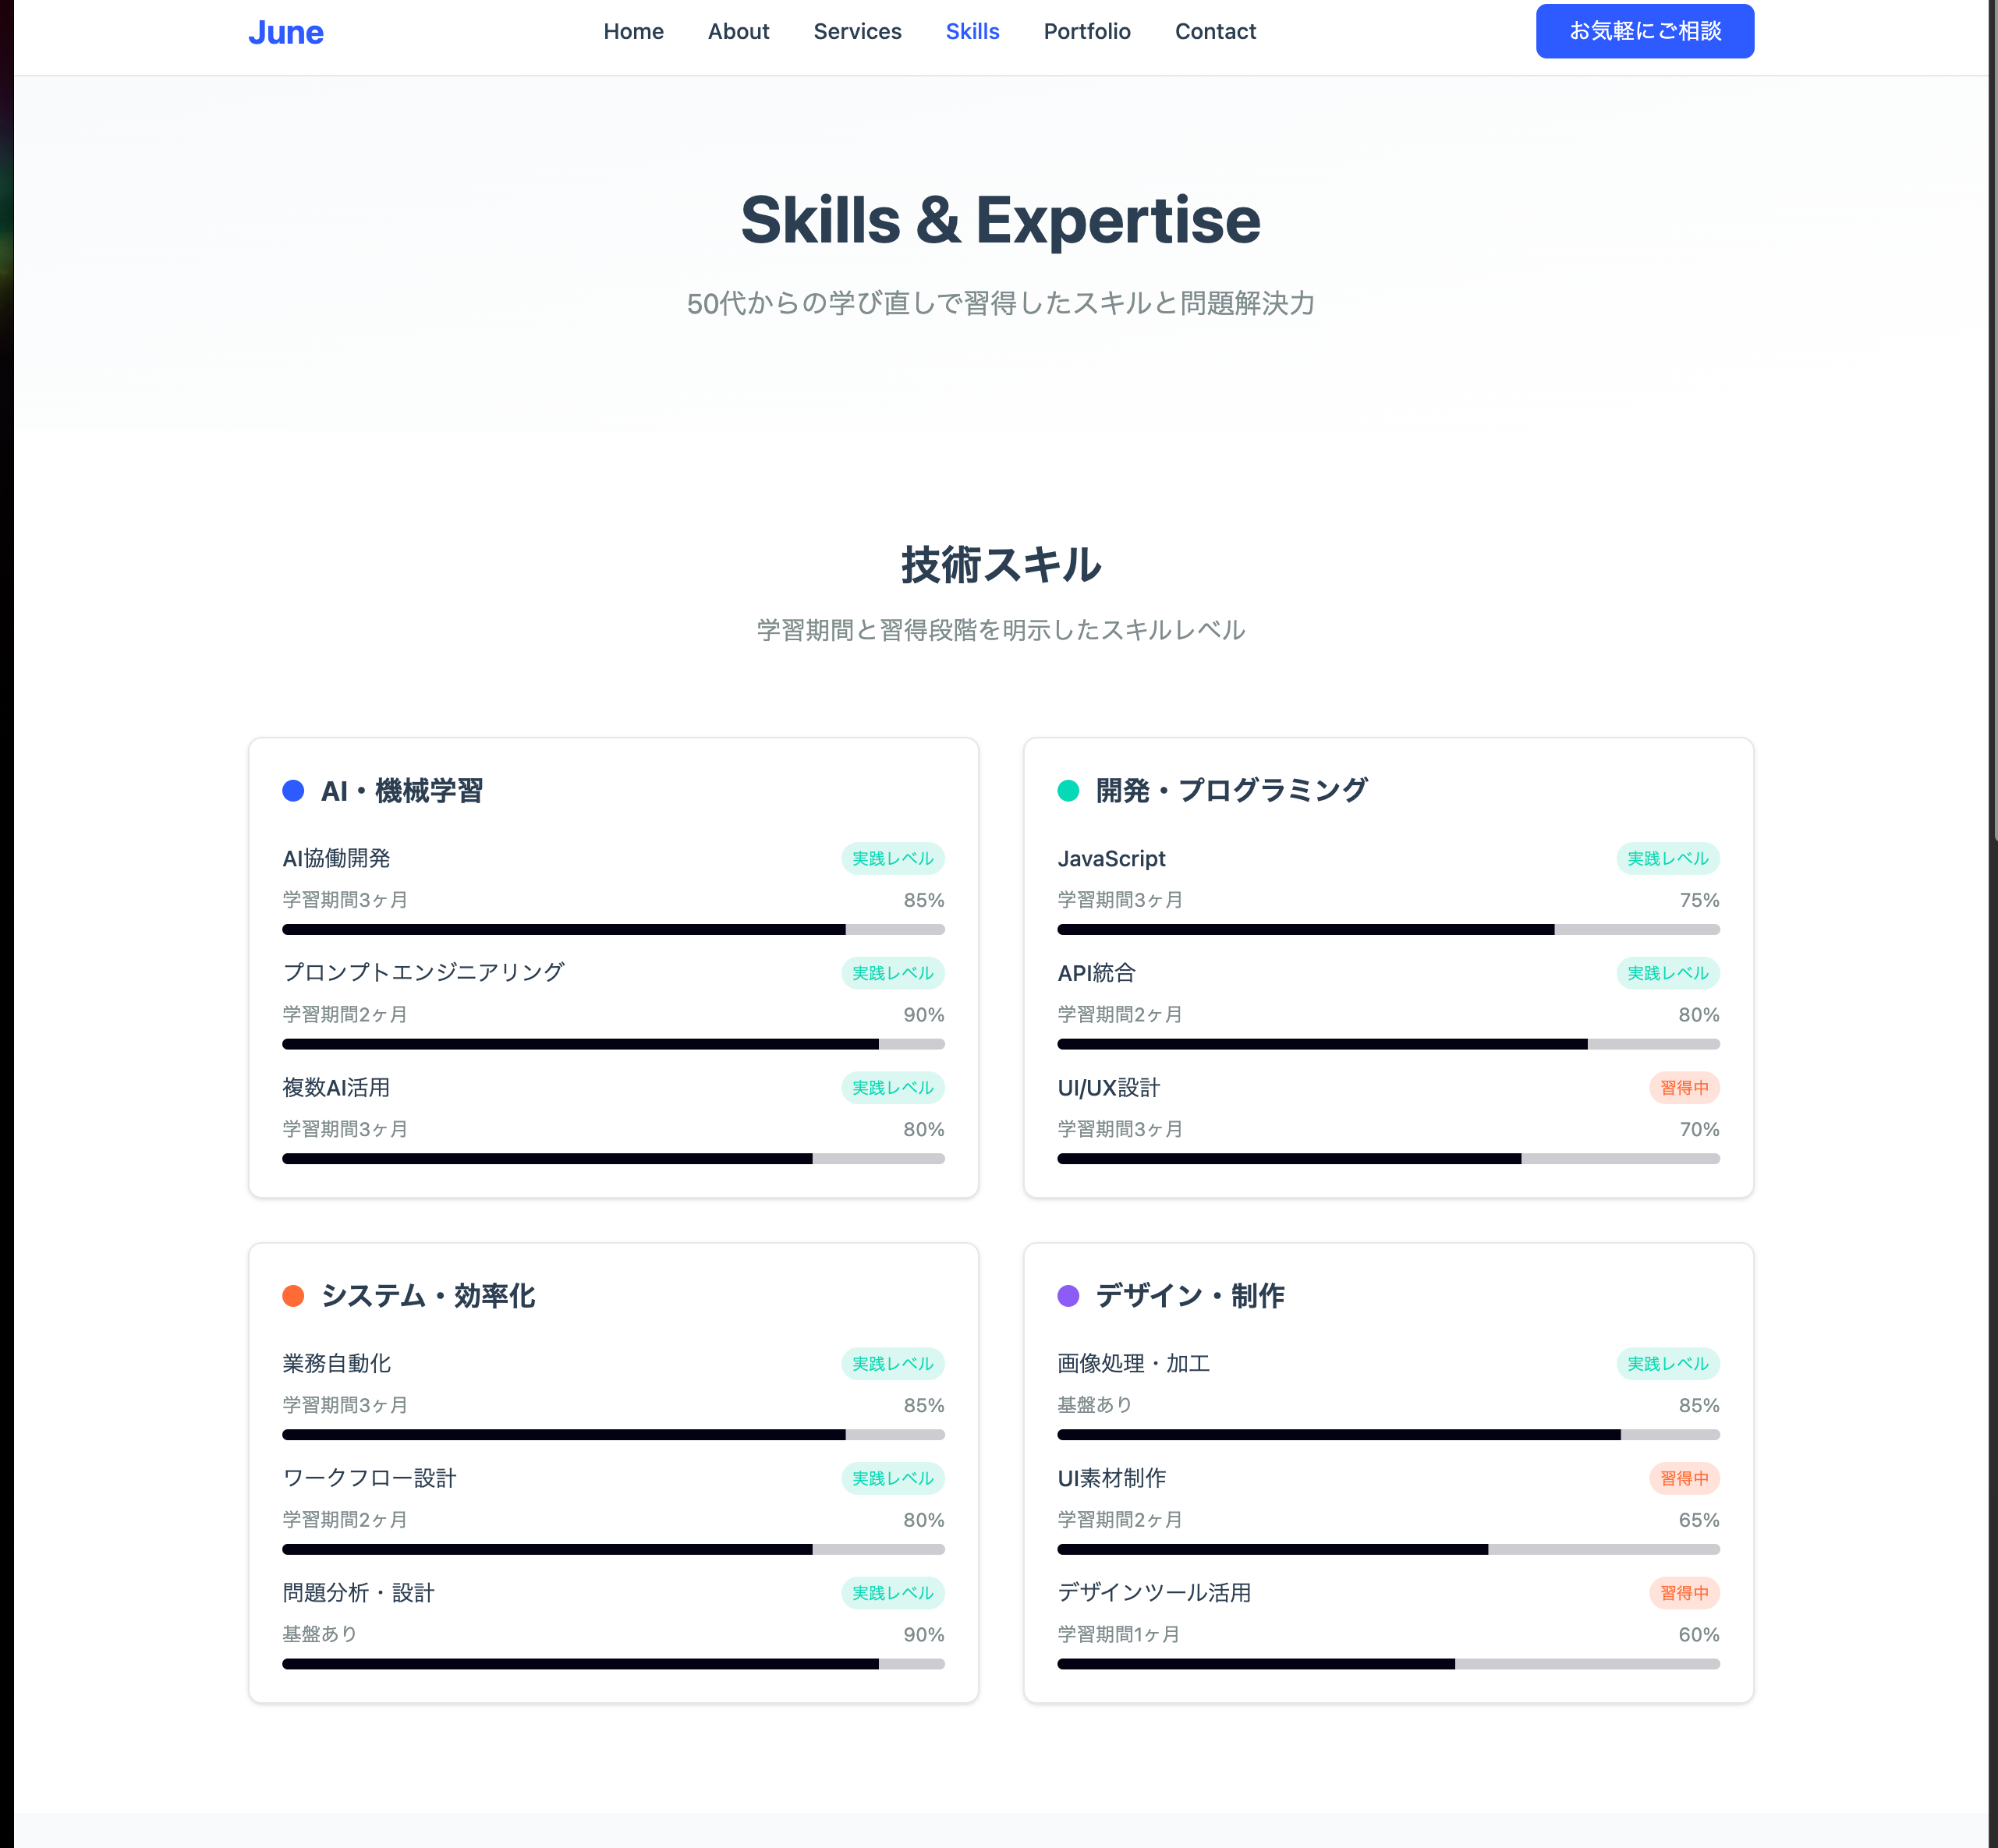 June
Home About Services Skills Portfolio Contact
お気軽にご相談
Skills & Expertise
50代からの学び直しで習得したスキルと問題解決力
技術スキル
学習期間と習得段階を明示したスキルレベル
AI・機械学習
AI協働開発 実践レベル
学習期間3ヶ月 85%
プロンプトエンジニアリング 実践レベル
学習期間2ヶ月 90%
複数AI活用 実践レベル
学習期間3ヶ月 80%
開発・プログラミング
JavaScript 実践レベル
学習期間3ヶ月 75%
API統合 実践レベル
学習期間2ヶ月 80%
UI/UX設計 習得中
学習期間3ヶ月 70%
システム・効率化
業務自動化 実践レベル
学習期間3ヶ月 85%
ワークフロー設計 実践レベル
学習期間2ヶ月 80%
問題分析・設計 実践レベル
基盤あり 90%
デザイン・制作
画像処理・加工 実践レベル
基盤あり 85%
UI素材制作 習得中
学習期間2ヶ月 65%
デザインツール活用 習得中
学習期間1ヶ月 60%